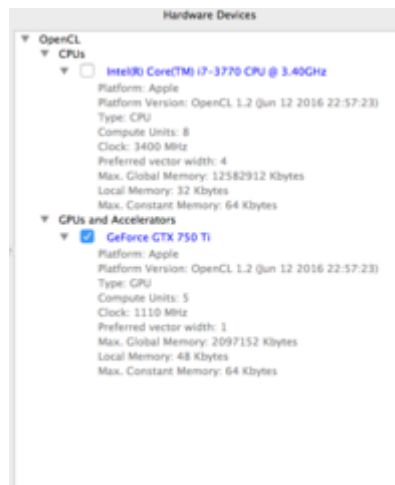 Hardware Devices
OpenCL
CPUs
Intel(R) Core(TM) i7-3770 CPU @ 3.40GHz
Platform: Apple
Platform Version: OpenCL 1.2 (Jun 12 2016 22:57:23)
Type: CPU
Compute Units: 8
Clock: 3400 MHz
Preferred vector width: 4
Max. Global Memory: 12582912 Kbytes
Local Memory: 32 Kbytes
Max. Constant Memory: 64 Kbytes
GPUs and Accelerators
GeForce GTX 750 Ti
Platform: Apple
Platform Version: OpenCL 1.2 (Jun 12 2016 22:57:23)
Type: GPU
Compute Units: 5
Clock: 1110 MHz
Preferred vector width: 1
Max. Global Memory: 2097152 Kbytes
Local Memory: 48 Kbytes
Max. Constant Memory: 64 Kbytes